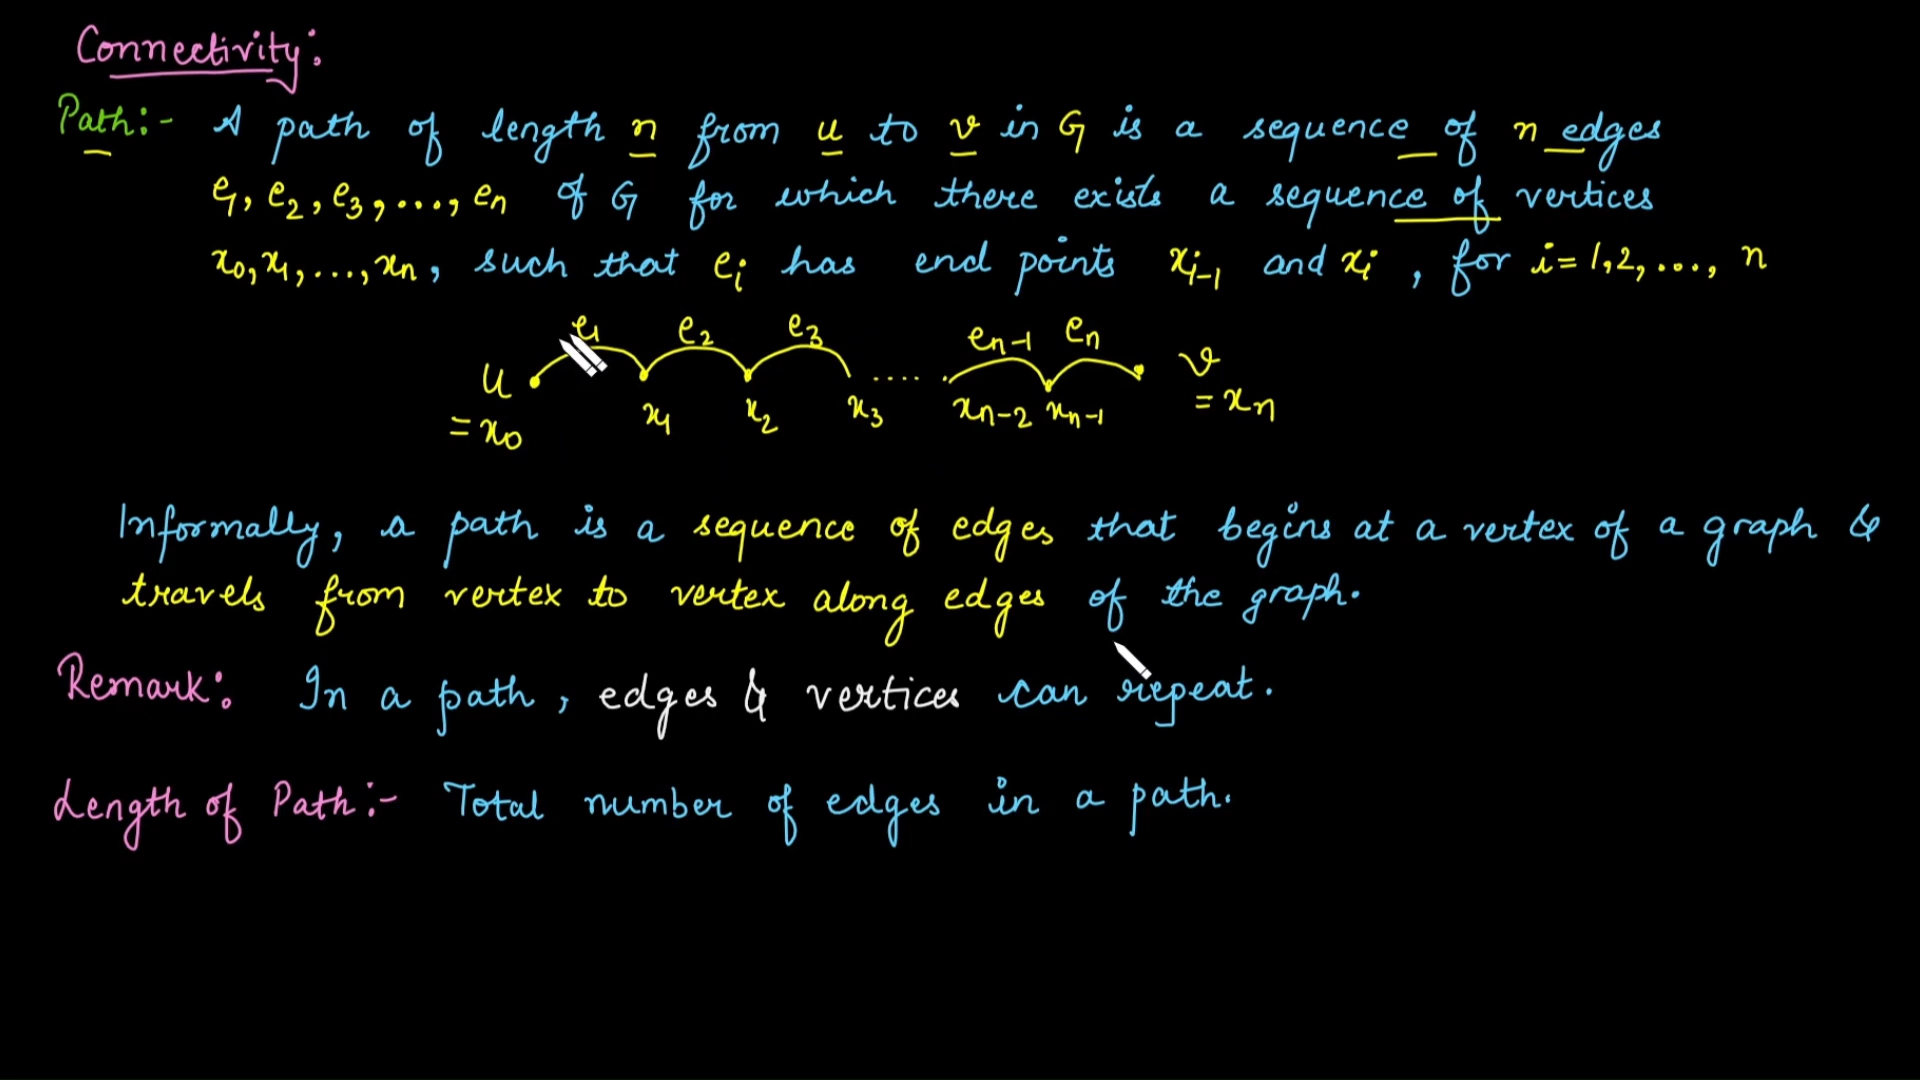 Connectivity:
Path:- A path of length n from u to v in G is a sequence of n edges
e1, e2, e3, ..., en of G for which there exists a sequence of vertices
x0, x1, ..., xn, such that ei has end points xi-1 and xi, for i = 1,2, ..., n
e1 e2 e3 en-1 en
u .... v
= x0 x1 x2 x3 xn-2 xn-1 = xn
Informally, a path is a sequence of edges that begins at a vertex of a graph &
travels from vertex to vertex along edges of the graph.
Remark: In a path, edges & vertices can repeat.
Length of Path:- Total number of edges in a path.